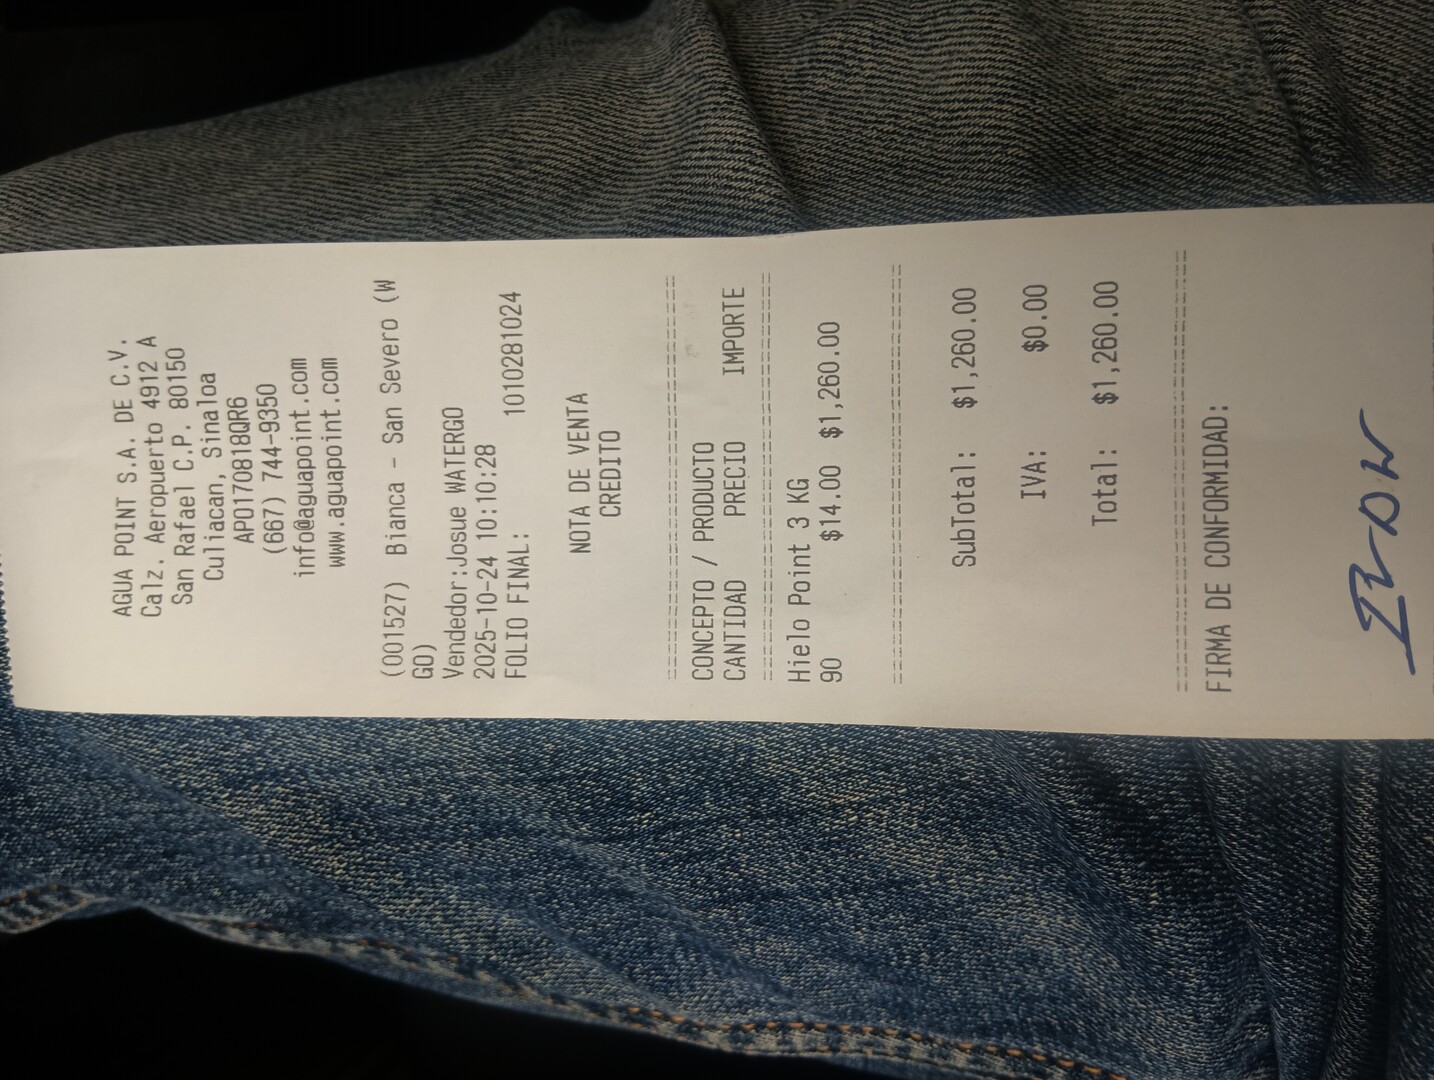 AGUA POINT S.A. DE C.V.
Calz. Aeropuerto 4912 A
San Rafael C.P. 80150
Culiacan, Sinaloa
APO170818QR6
(667) 744-9350
info@aguapoint.com
www.aguapoint.com
(001527) Bianca - San Severo (W
GO)
Vendedor:Josue WATERGO
2025-10-24 10:10:28
FOLIO FINAL: 1010281024
NOTA DE VENTA
CREDITO
CONCEPTO / PRODUCTO
CANTIDAD PRECIO IMPORTE
Hielo Point 3 KG
90 $14.00 $1,260.00
SubTotal: $1,260.00
IVA: $0.00
Total: $1,260.00
FIRMA DE CONFORMIDAD: